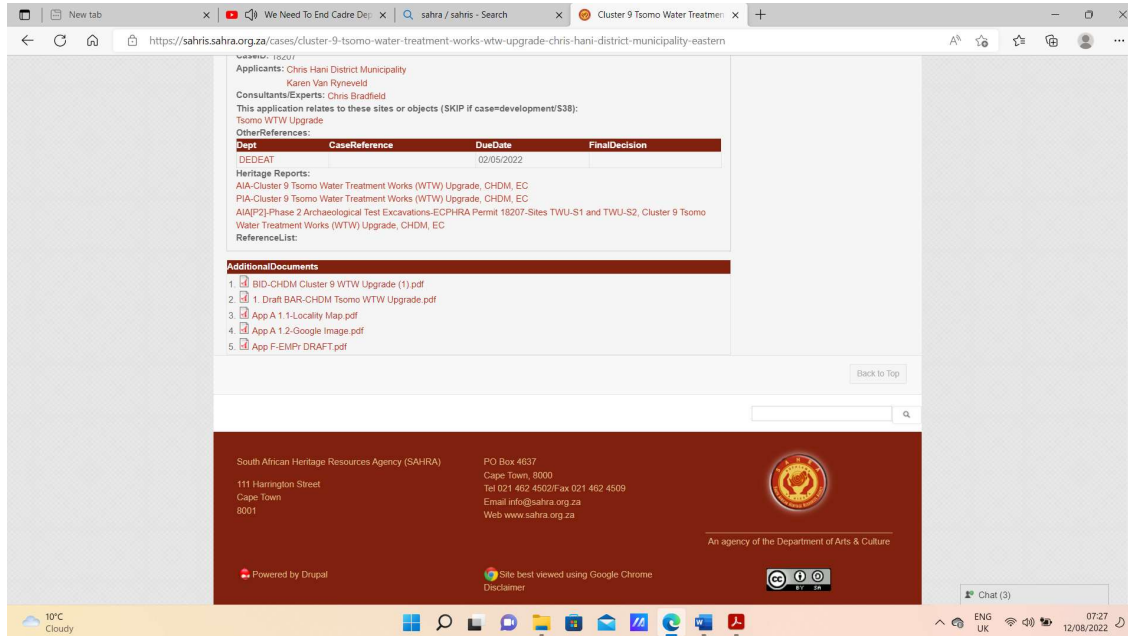 New tab
We Need To End Cadre Dep
sahra / sahris - Search
Cluster 9 Tsomo Water Treatmen
https://sahris.sahra.org.za/cases/cluster-9-tsomo-water-treatment-works-wtw-upgrade-chris-hani-district-municipality-eastern
CaseID: 18207
Applicants: Chris Hani District Municipality
Karen Van Ryneveld
Consultants/Experts: Chris Bradfield
This application relates to these sites or objects (SKIP if case=development/S38):
Tsomo WTW Upgrade
OtherReferences:
Dept CaseReference DueDate FinalDecision
DEDEAT 02/05/2022
Heritage Reports:
AIA-Cluster 9 Tsomo Water Treatment Works (WTW) Upgrade, CHDM, EC
PIA-Cluster 9 Tsomo Water Treatment Works (WTW) Upgrade, CHDM, EC
AIA[P2]-Phase 2 Archaeological Test Excavations-ECPHRA Permit 18207-Sites TWU-S1 and TWU-S2, Cluster 9 Tsomo
Water Treatment Works (WTW) Upgrade, CHDM, EC
ReferenceList:
AdditionalDocuments
1. BID-CHDM Cluster 9 WTW Upgrade (1).pdf
2. 1. Draft BAR-CHDM Tsomo WTW Upgrade.pdf
3. App A 1.1-Locality Map.pdf
4. App A 1.2-Google Image.pdf
5. App F-EMPr DRAFT.pdf
Back to Top
South African Heritage Resources Agency (SAHRA)
111 Harrington Street
Cape Town
8001
PO Box 4637
Cape Town, 8000
Tel 021 462 4502/Fax 021 462 4509
Email info@sahra.org.za
Web www.sahra.org.za
An agency of the Department of Arts & Culture
Powered by Drupal
Site best viewed using Google Chrome
Disclaimer
cc BY SA
Chat (3)
10°C
Cloudy
ENG
UK
07:27
12/08/2022